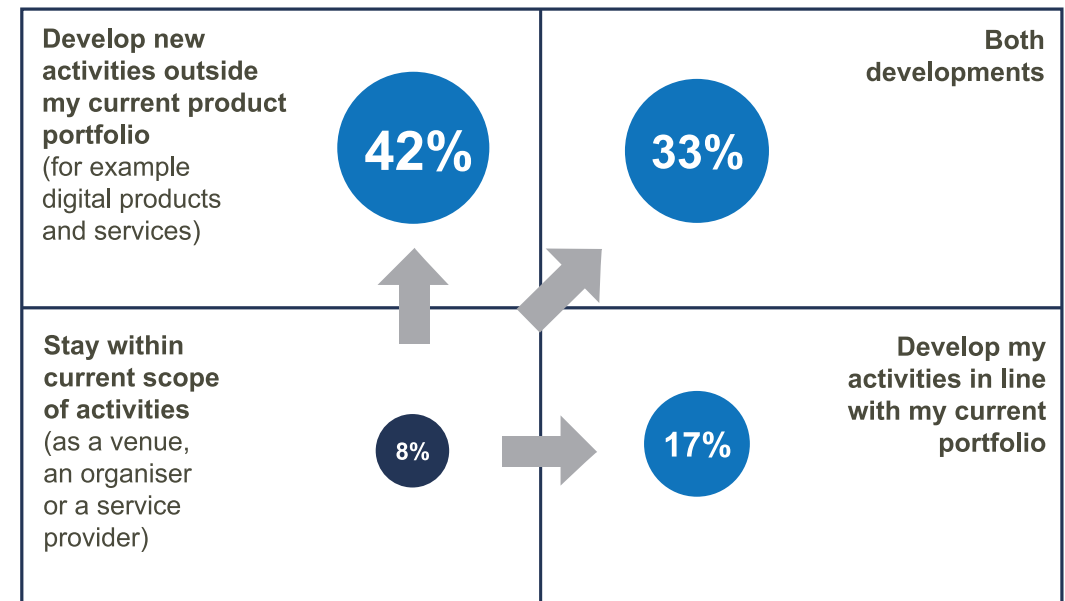 Develop new
activities outside
my current product
portfolio
(for example
digital products
and services)
42%
Both
developments
33%
Stay within
current scope
of activities
(as a venue,
an organiser
or a service
provider)
8%
Develop my
activities in line
with my current
portfolio
17%